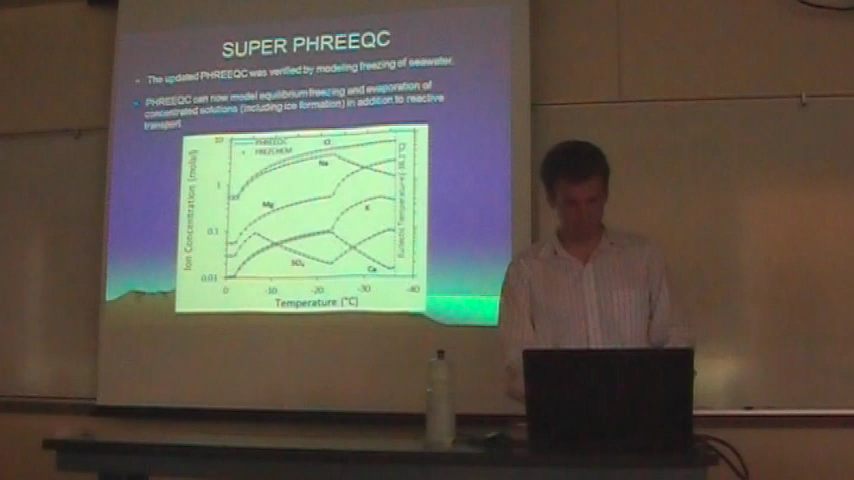 SUPER PHREEQC
The updated PHREEQC was verified by modeling freezing of seawater.
PHREEQC can now model equilibrium freezing and evaporation of
concentrated solutions (including ice formation) in addition to reactive
transport
10
PHREEQC
FREZCHEM
Cl
Na
1
Mg
K
0.1
SO4
Ca
0.01
Ion Concentration (molal)
0 -10 -20 -30 -40
Temperature (°C)